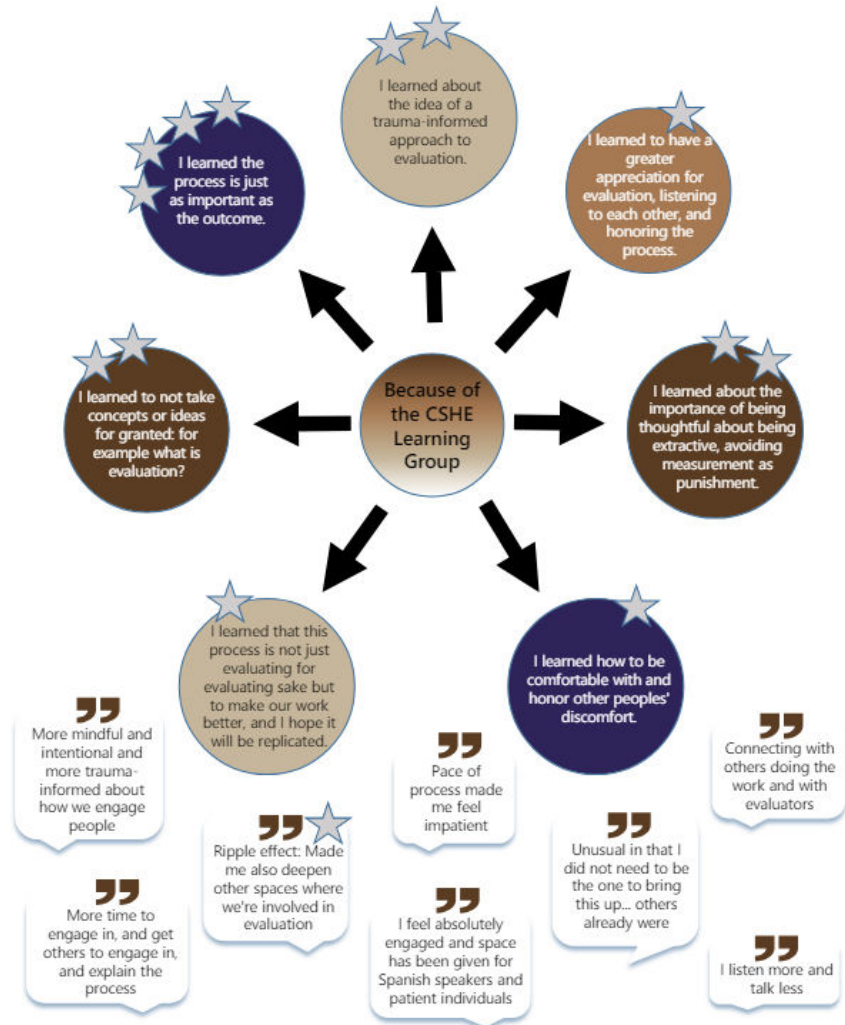 I learned about
the idea of a
trauma-informed
approach to
evaluation.
I learned the
process is just
as important as
the outcome.
I learned to have a
greater
appreciation for
evaluation, listening
to each other, and
honoring the
process.
I learned to not take
concepts or ideas
for granted: for
example what is
evaluation?
Because of
the CSHE
Learning
Group
I learned about the
importance of being
thoughtful about being
extractive, avoiding
measurement as
punishment.
I learned that this
process is not just
evaluating for
evaluating sake but
to make our work
better, and I hope it
will be replicated.
I learned how to be
comfortable with and
honor other peoples'
discomfort.
More mindful and
intentional and
more trauma-
informed about
how we engage
people
Pace of
process made
me feel
impatient
Connecting with
others doing the
work and with
evaluators
Ripple effect: Made
me also deepen
other spaces where
we're involved in
evaluation
Unusual in that I
did not need to be
the one to bring
this up... others
already were
More time to
engage in, and get
others to engage in,
and explain the
process
I feel absolutely
engaged and space
has been given for
Spanish speakers and
patient individuals
I listen more and
talk less